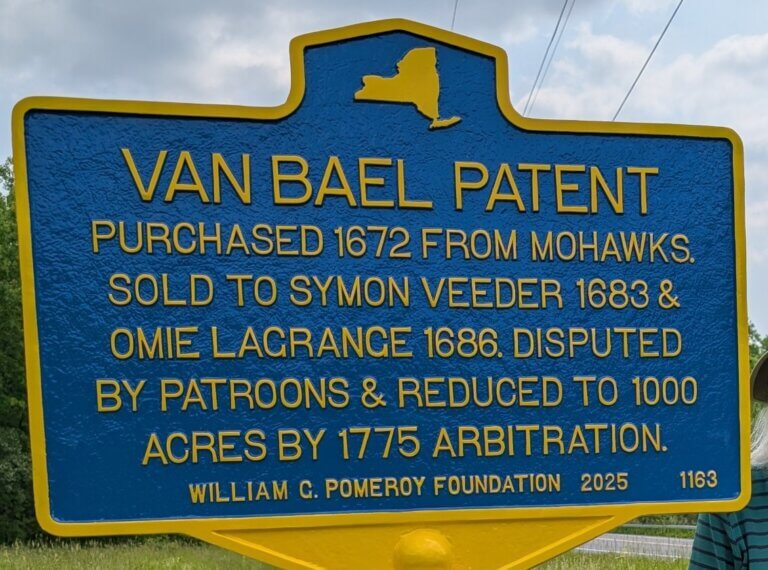 VAN BAEL PATENT
PURCHASED 1672 FROM MOHAWKS.
SOLD TO SYMON VEEDER 1683 &
OMIE LAGRANGE 1686. DISPUTED
BY PATROONS & REDUCED TO 1000
ACRES BY 1775 ARBITRATION.
WILLIAM G. POMEROY FOUNDATION 2025 1163